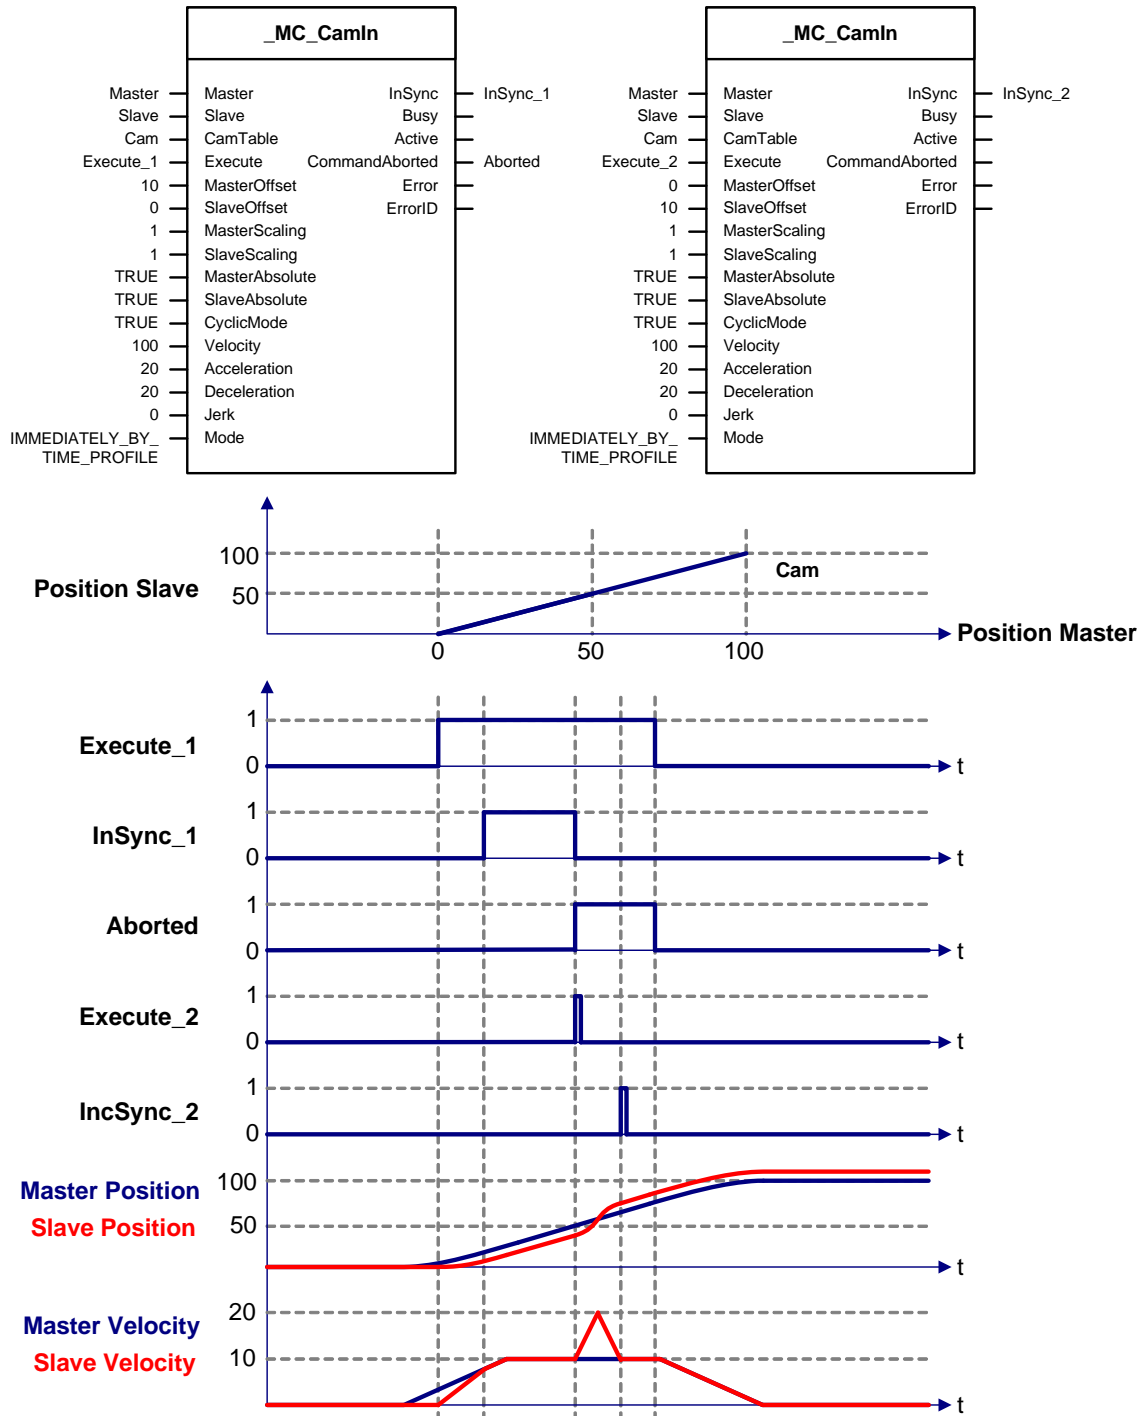 _MC_CamIn _MC_CamIn
Master Master InSync InSync_1 Master Master InSync InSync_2
Slave Slave Busy Slave Slave Busy
Cam CamTable Active Cam CamTable Active
Execute_1 Execute CommandAborted Aborted Execute_2 Execute CommandAborted
10 MasterOffset Error 0 MasterOffset Error
0 SlaveOffset ErrorID 10 SlaveOffset ErrorID
1 MasterScaling 1 MasterScaling
1 SlaveScaling 1 SlaveScaling
TRUE MasterAbsolute TRUE MasterAbsolute
TRUE SlaveAbsolute TRUE SlaveAbsolute
TRUE CyclicMode TRUE CyclicMode
100 Velocity 100 Velocity
20 Acceleration 20 Acceleration
20 Deceleration 20 Deceleration
0 Jerk 0 Jerk
IMMEDIATELY_BY_ Mode IMMEDIATELY_BY_ Mode
TIME_PROFILE TIME_PROFILE
100
Cam
Position Slave 50
Position Master
0 50 100
1
Execute_1
0 t
1
InSync_1
0 t
1
Aborted
0 t
1
Execute_2
0 t
1
IncSync_2
0 t
Master Position 100
Slave Position 50
t
20
Master Velocity
Slave Velocity 10
t